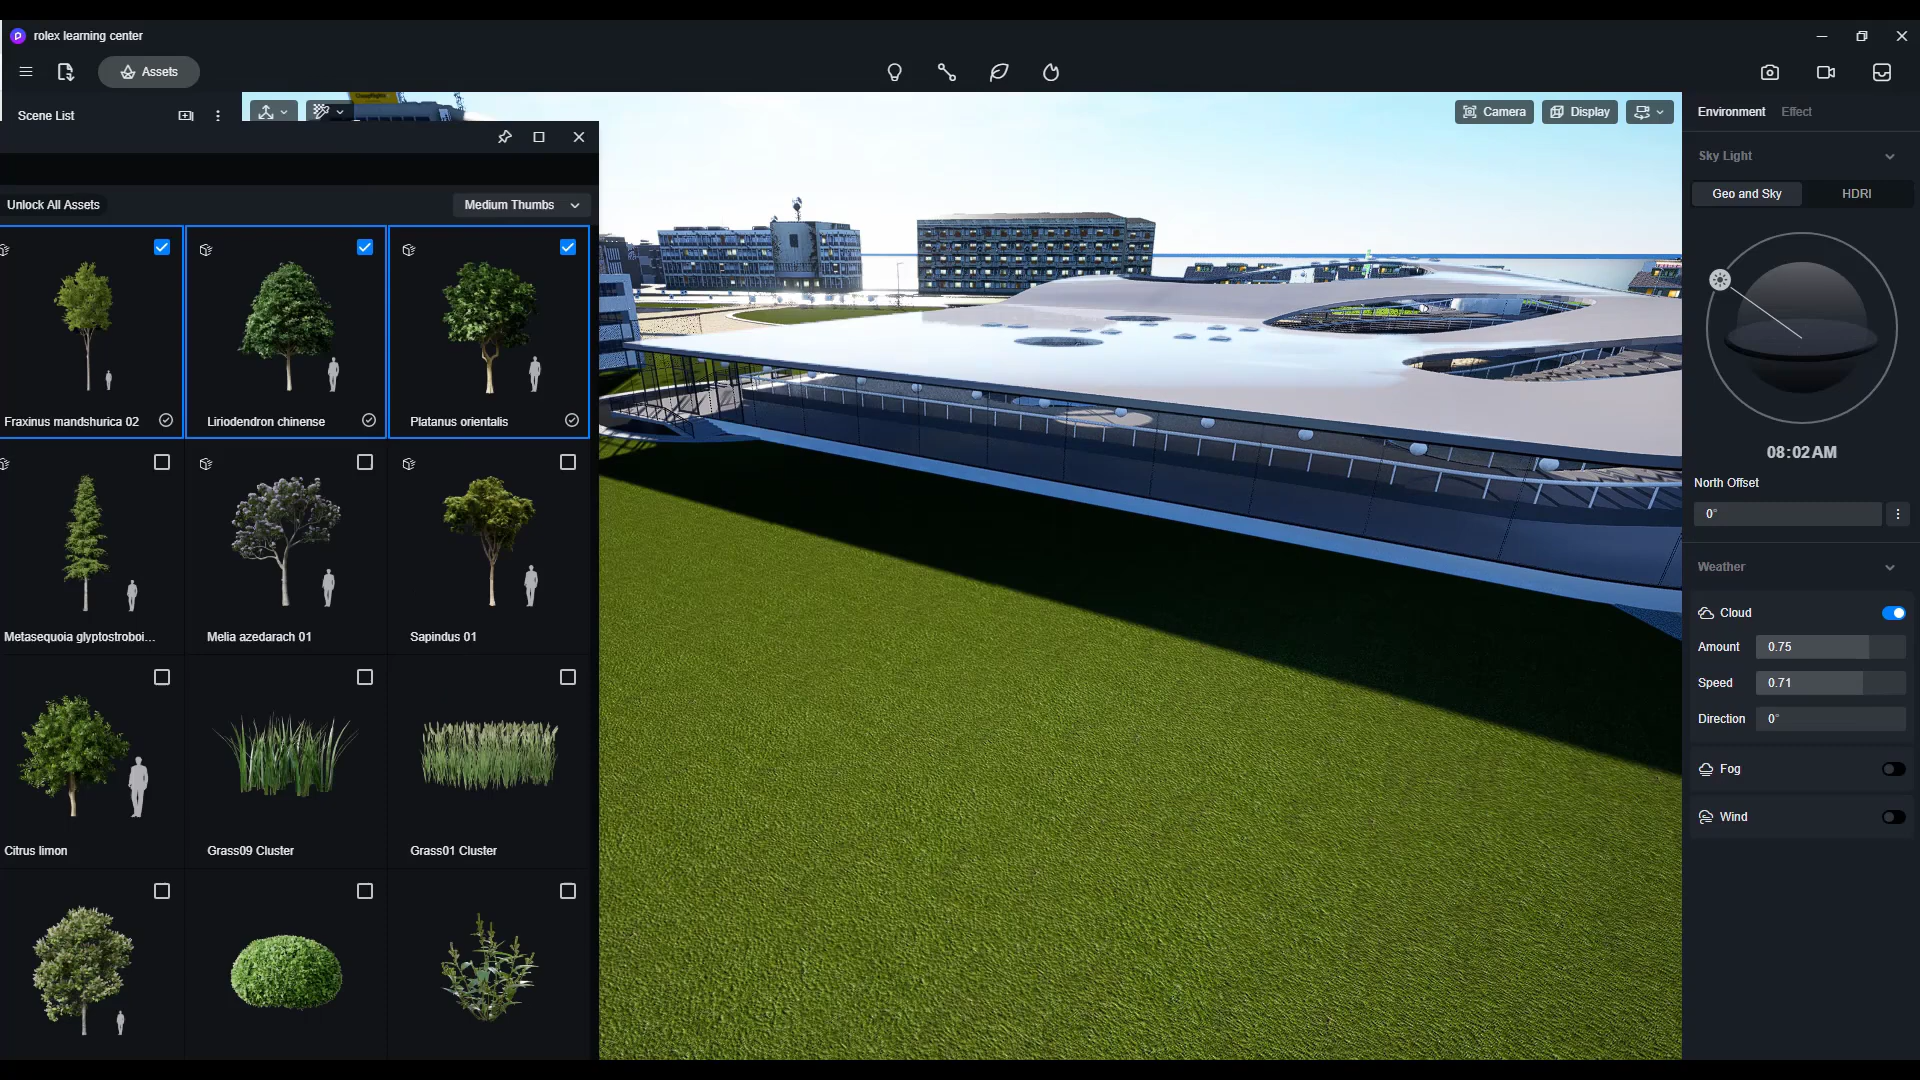 rolex learning center
Assets
Scene List
Camera
Display
Environment
Effect
Sky Light
Geo and Sky
HDRI
Unlock All Assets
Medium Thumbs
Fraxinus mandshurica 02
Liriodendron chinense
Platanus orientalis
08:02AM
North Offset
0°
Weather
Cloud
Metasequoia glyptostroboi...
Melia azedarach 01
Sapindus 01
Amount
0.75
Speed
0.71
Direction
0°
Fog
Wind
Citrus limon
Grass09 Cluster
Grass01 Cluster